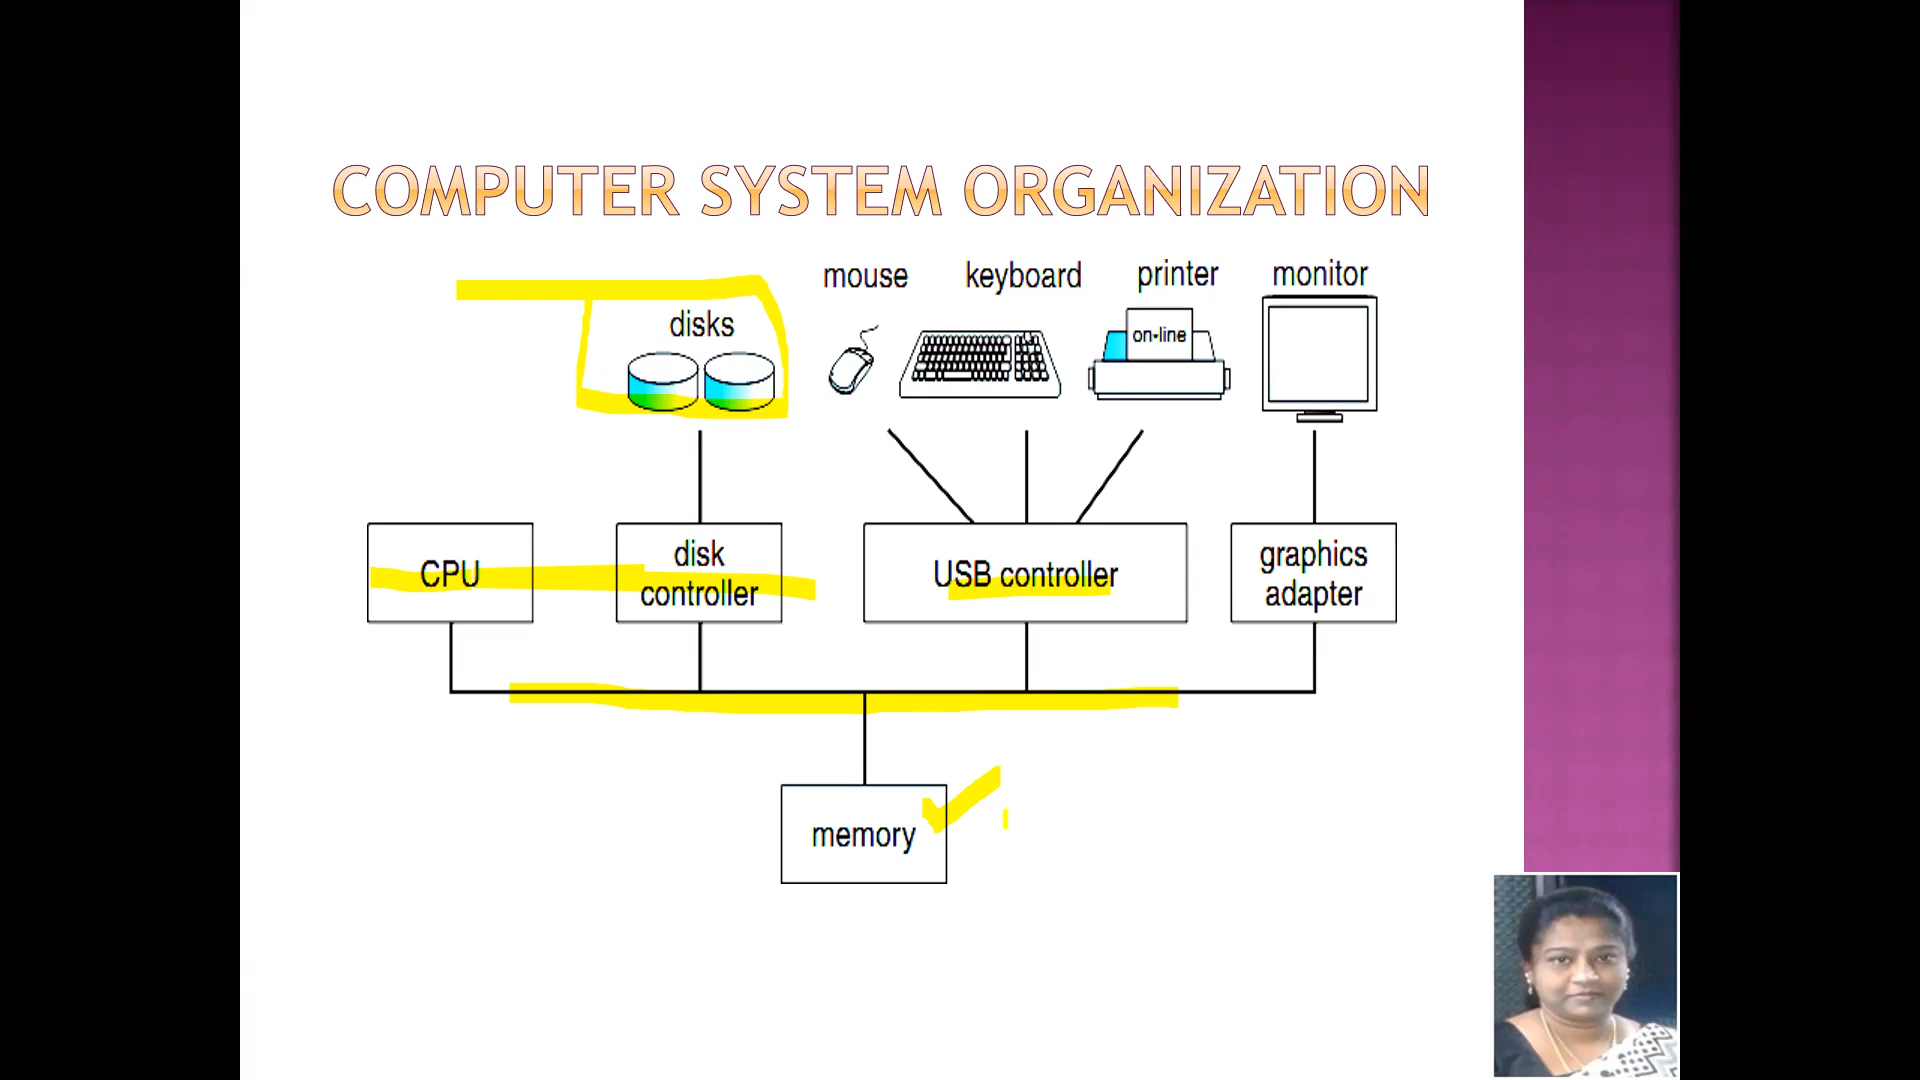 COMPUTER SYSTEM ORGANIZATION
mouse keyboard printer monitor
disks
on-line
CPU
disk
controller
USB controller
graphics
adapter
memory